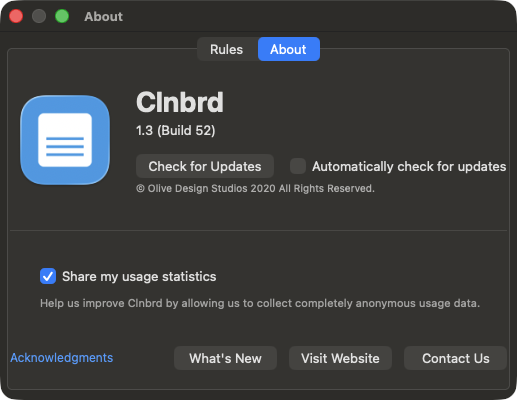 About
Rules
About
Clnbrd
1.3 (Build 52)
Check for Updates
Automatically check for updates
© Olive Design Studios 2020 All Rights Reserved.
Share my usage statistics
Help us improve Clnbrd by allowing us to collect completely anonymous usage data.
Acknowledgments
What's New
Visit Website
Contact Us